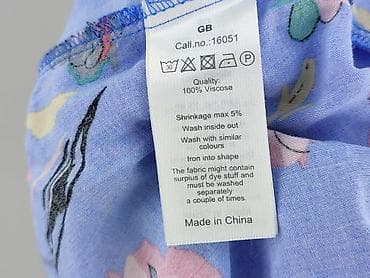 GB
Call.no.:16051
30 P
Quality:
100% Viscose
Shrinkage max 5%
Wash inside out
Wash with similar
colours
Iron into shape
The fabric might contain
surplus of dye stuff and
must be washed
separately
a couple of times.
Made in China